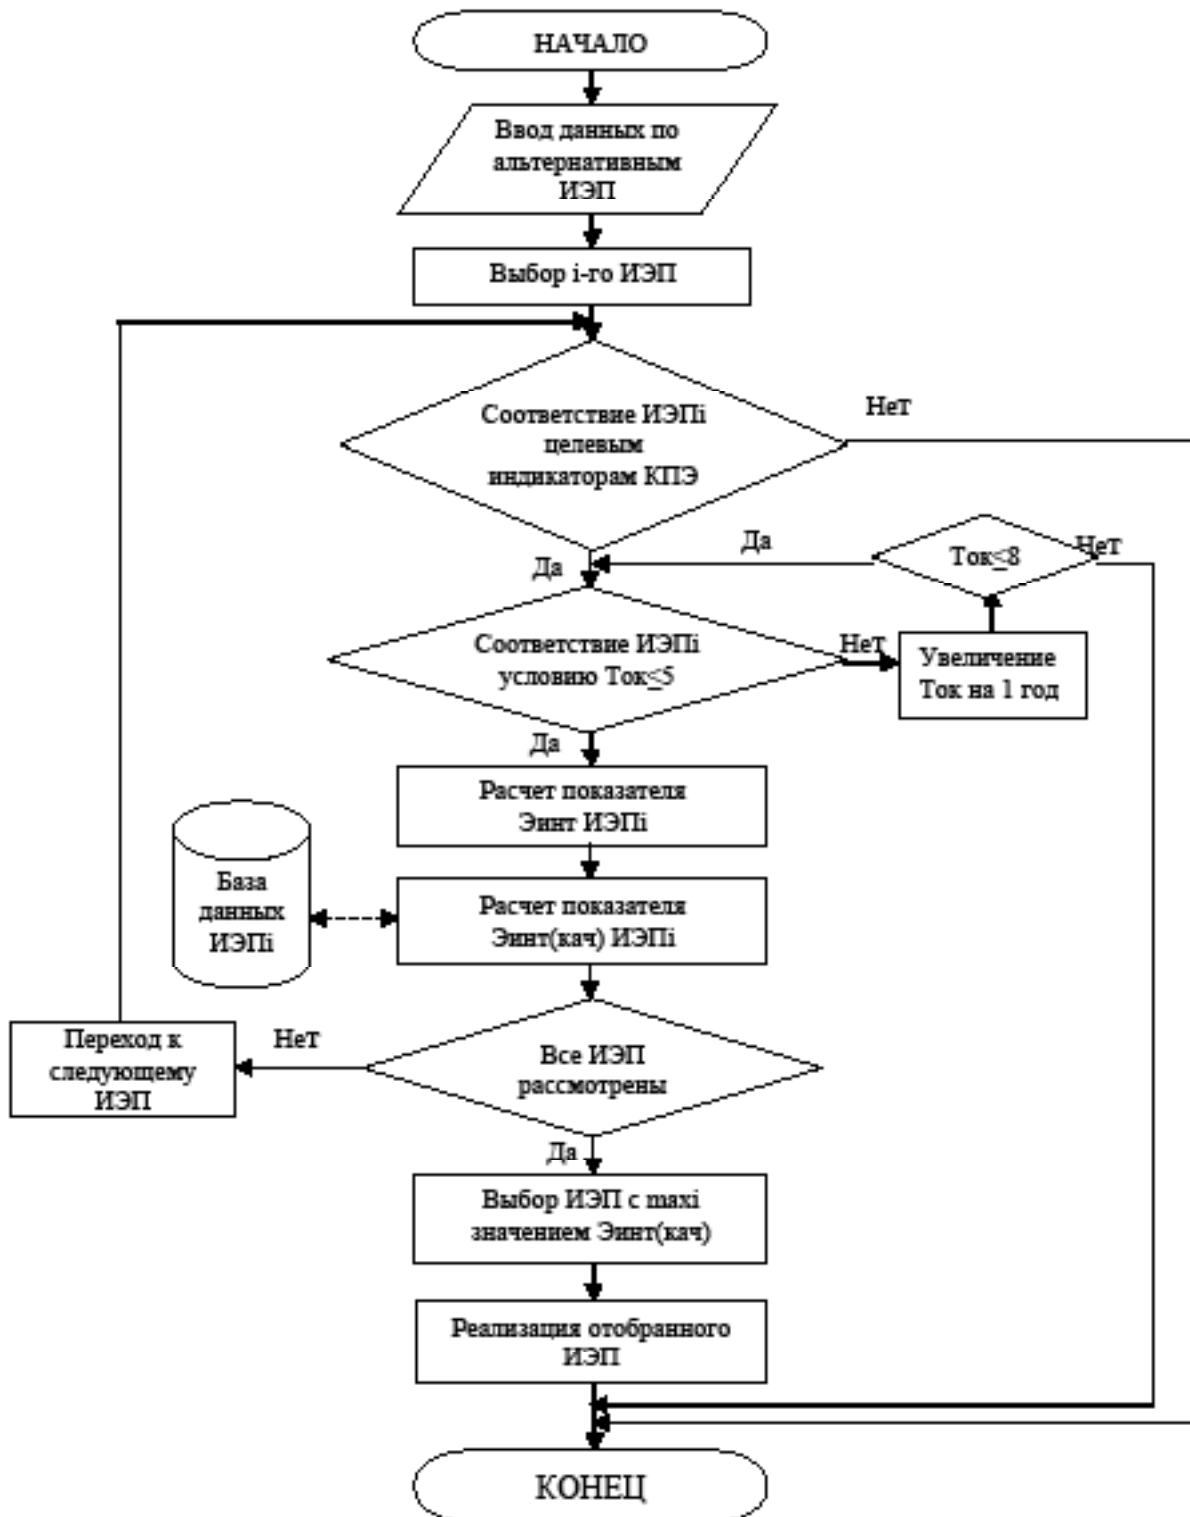 НАЧАЛО
Ввод данных по
альтернативным
ИЭП
Выбор i-го ИЭП
Соответствие ИЭПi
целевым
индикаторам КПЭ
Нет
Да
Да
Ток≤8
Нет
Соответствие ИЭПi
условию Ток≤5
Нет
Увеличение
Ток на 1 год
Да
Расчет показателя
Эинт ИЭПi
База
данных
ИЭПi
Расчет показателя
Эинт(кач) ИЭПi
Переход к
следующему
ИЭП
Нет
Все ИЭП
рассмотрены
Да
Выбор ИЭП с maxi
значением Эинт(кач)
Реализация отобранного
ИЭП
КОНЕЦ